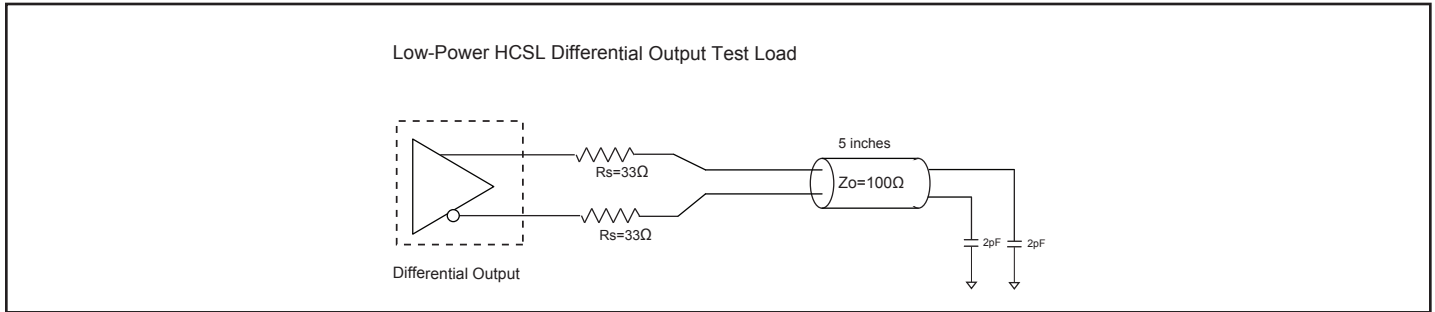 Low-Power HCSL Differential Output Test Load
5 inches
Rs=33Ω
Zo=100Ω
Rs=33Ω
2pF
2pF
Differential Output